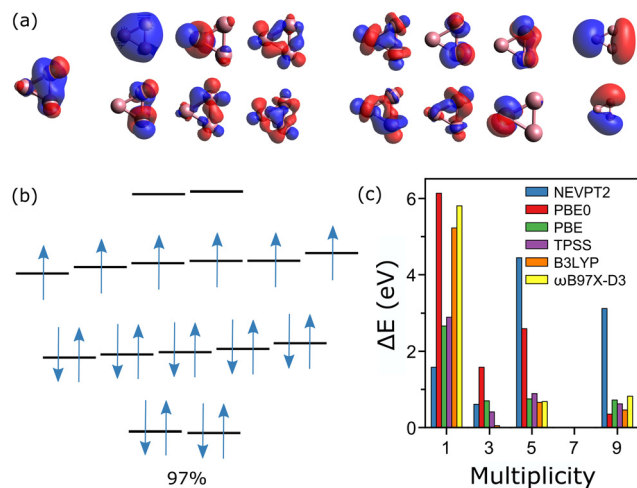 (a)
(b)
97%
(c)
NEVPT2
PBE0
PBE
TPSS
B3LYP
ωB97X-D3
ΔE (eV)
6
4
2
0
1 3 5 7 9
Multiplicity